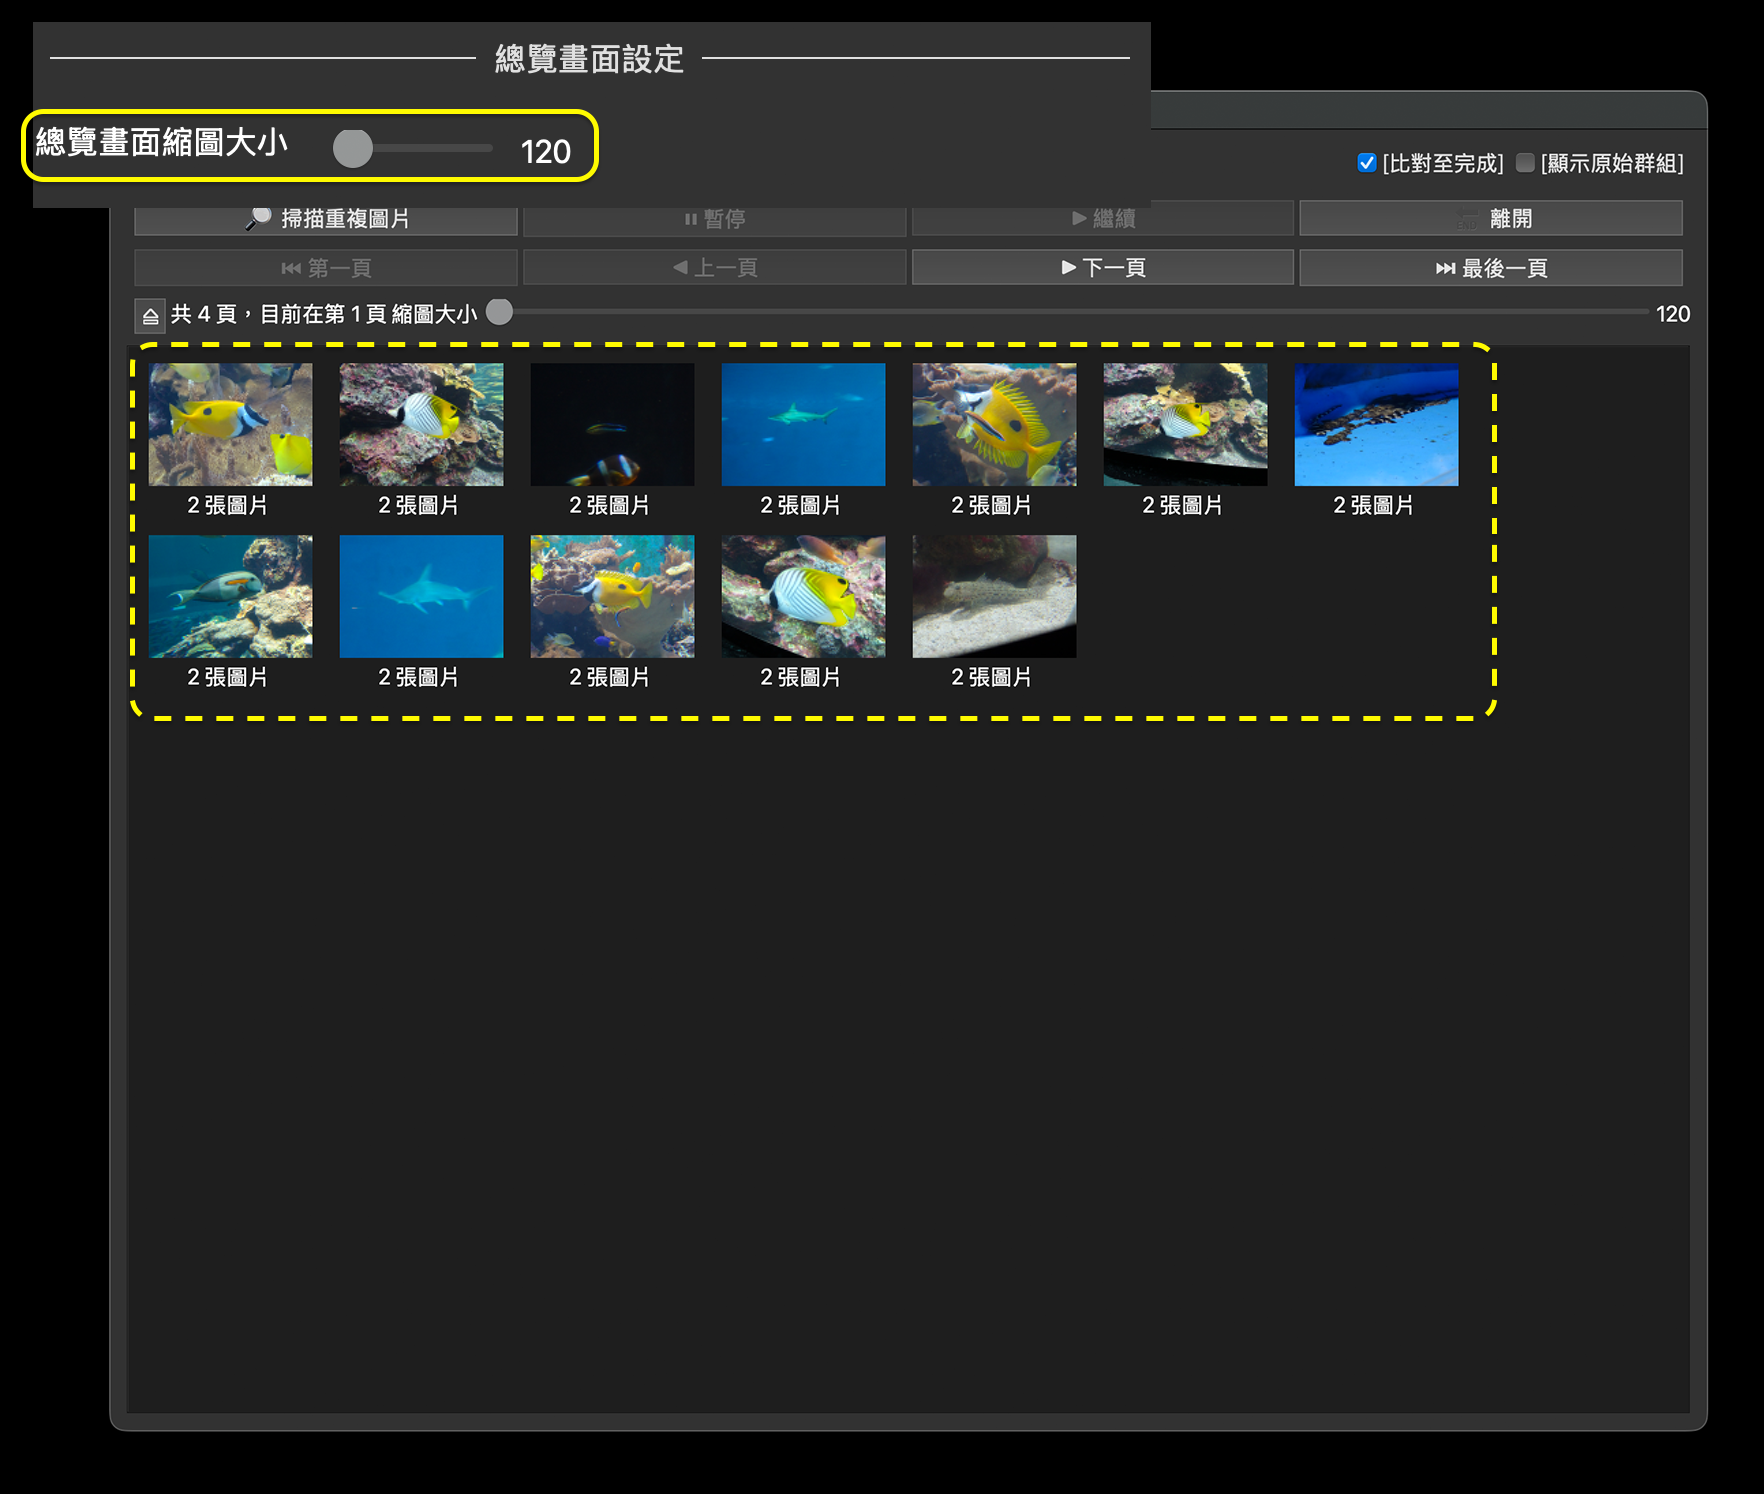 總覽畫面設定
總覽畫面縮圖大小 120
[比對至完成] [顯示原始群組]
掃描重複圖片 暫停 繼續 離開
第一頁 上一頁 下一頁 最後一頁
共 4 頁，目前在第 1 頁 縮圖大小 120
2 張圖片 2 張圖片 2 張圖片 2 張圖片 2 張圖片 2 張圖片 2 張圖片
2 張圖片 2 張圖片 2 張圖片 2 張圖片 2 張圖片